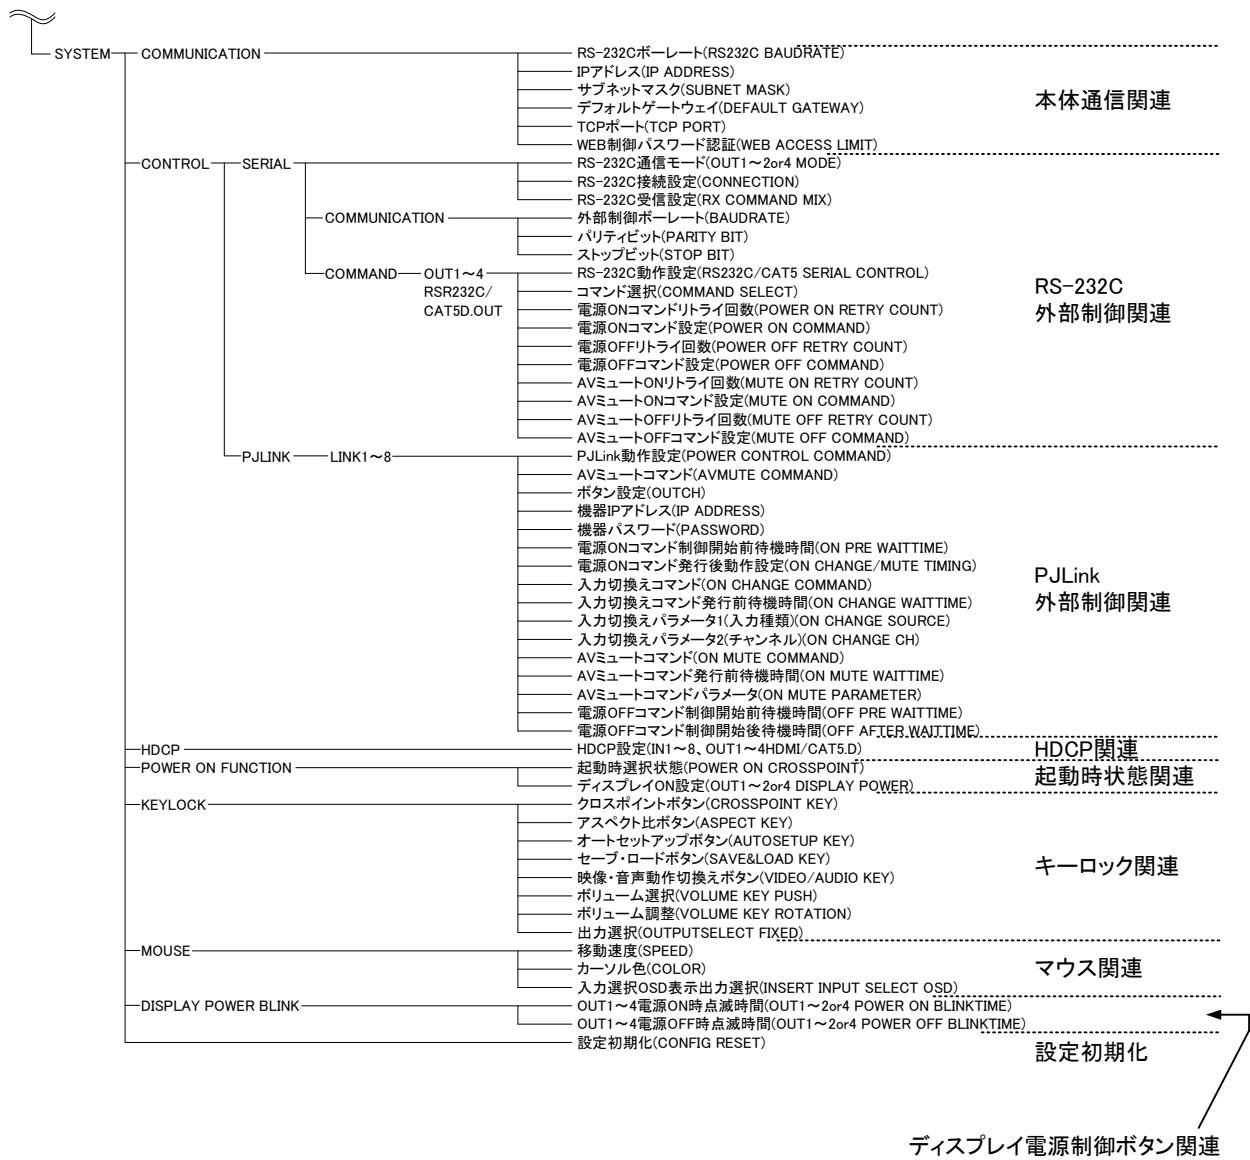 SYSTEM COMMUNICATION RS-232Cボーレート(RS232C BAUDRATE)
IPアドレス(IP ADDRESS)
サブネットマスク(SUBNET MASK)
デフォルトゲートウェイ(DEFAULT GATEWAY)
TCPポート(TCP PORT)
WEB制御パスワード認証(WEB ACCESS LIMIT)
本体通信関連
CONTROL SERIAL RS-232C通信モード(OUT1～2or4 MODE)
RS-232C接続設定(CONNECTION)
RS-232C受信設定(RX COMMAND MIX)
COMMUNICATION 外部制御ボーレート(BAUDRATE)
パリティビット(PARITY BIT)
ストップビット(STOP BIT)
COMMAND OUT1～4
RSR232C/
CAT5D.OUT
RS-232C動作設定(RS232C/CAT5 SERIAL CONTROL)
コマンド選択(COMMAND SELECT)
電源ONコマンドリトライ回数(POWER ON RETRY COUNT)
電源ONコマンド設定(POWER ON COMMAND)
電源OFFリトライ回数(POWER OFF RETRY COUNT)
電源OFFコマンド設定(POWER OFF COMMAND)
AVミュートONリトライ回数(MUTE ON RETRY COUNT)
AVミュートONコマンド設定(MUTE ON COMMAND)
AVミュートOFFリトライ回数(MUTE OFF RETRY COUNT)
AVミュートOFFコマンド設定(MUTE OFF COMMAND)
RS-232C
外部制御関連
PJLINK LINK1～8 PJLink動作設定(POWER CONTROL COMMAND)
AVミュートコマンド(AVMUTE COMMAND)
ボタン設定(OUTCH)
機器IPアドレス(IP ADDRESS)
機器パスワード(PASSWORD)
電源ONコマンド制御開始前待機時間(ON PRE WAITTIME)
電源ONコマンド発行後動作設定(ON CHANGE/MUTE TIMING)
入力切換えコマンド(ON CHANGE COMMAND)
入力切換えコマンド発行前待機時間(ON CHANGE WAITTIME)
入力切換えパラメータ1(入力種類)(ON CHANGE SOURCE)
入力切換えパラメータ2(チャンネル)(ON CHANGE CH)
AVミュートコマンド(ON MUTE COMMAND)
AVミュートコマンド発行前待機時間(ON MUTE WAITTIME)
AVミュートコマンドパラメータ(ON MUTE PARAMETER)
電源OFFコマンド制御開始前待機時間(OFF PRE WAITTIME)
電源OFFコマンド制御開始後待機時間(OFF AFTER WAITTIME)
PJLink
外部制御関連
HDCP HDCP設定(IN1～8、OUT1～4HDMI/CAT5.D) HDCP関連
POWER ON FUNCTION 起動時選択状態(POWER ON CROSSPOINT)
ディスプレイON設定(OUT1～2or4 DISPLAY POWER)
起動時状態関連
KEYLOCK クロスポイントボタン(CROSSPOINT KEY)
アスペクト比ボタン(ASPECT KEY)
オートセットアップボタン(AUTOSETUP KEY)
セーブ・ロードボタン(SAVE&LOAD KEY)
映像・音声動作切換えボタン(VIDEO/AUDIO KEY)
ボリューム選択(VOLUME KEY PUSH)
ボリューム調整(VOLUME KEY ROTATION)
出力選択(OUTPUTSELECT FIXED)
キーロック関連
MOUSE 移動速度(SPEED)
カーソル色(COLOR)
入力選択OSD表示出力選択(INSERT INPUT SELECT OSD)
マウス関連
DISPLAY POWER BLINK OUT1～4電源ON時点滅時間(OUT1～2or4 POWER ON BLINKTIME)
OUT1～4電源OFF時点滅時間(OUT1～2or4 POWER OFF BLINKTIME)
設定初期化(CONFIG RESET) 設定初期化
ディスプレイ電源制御ボタン関連